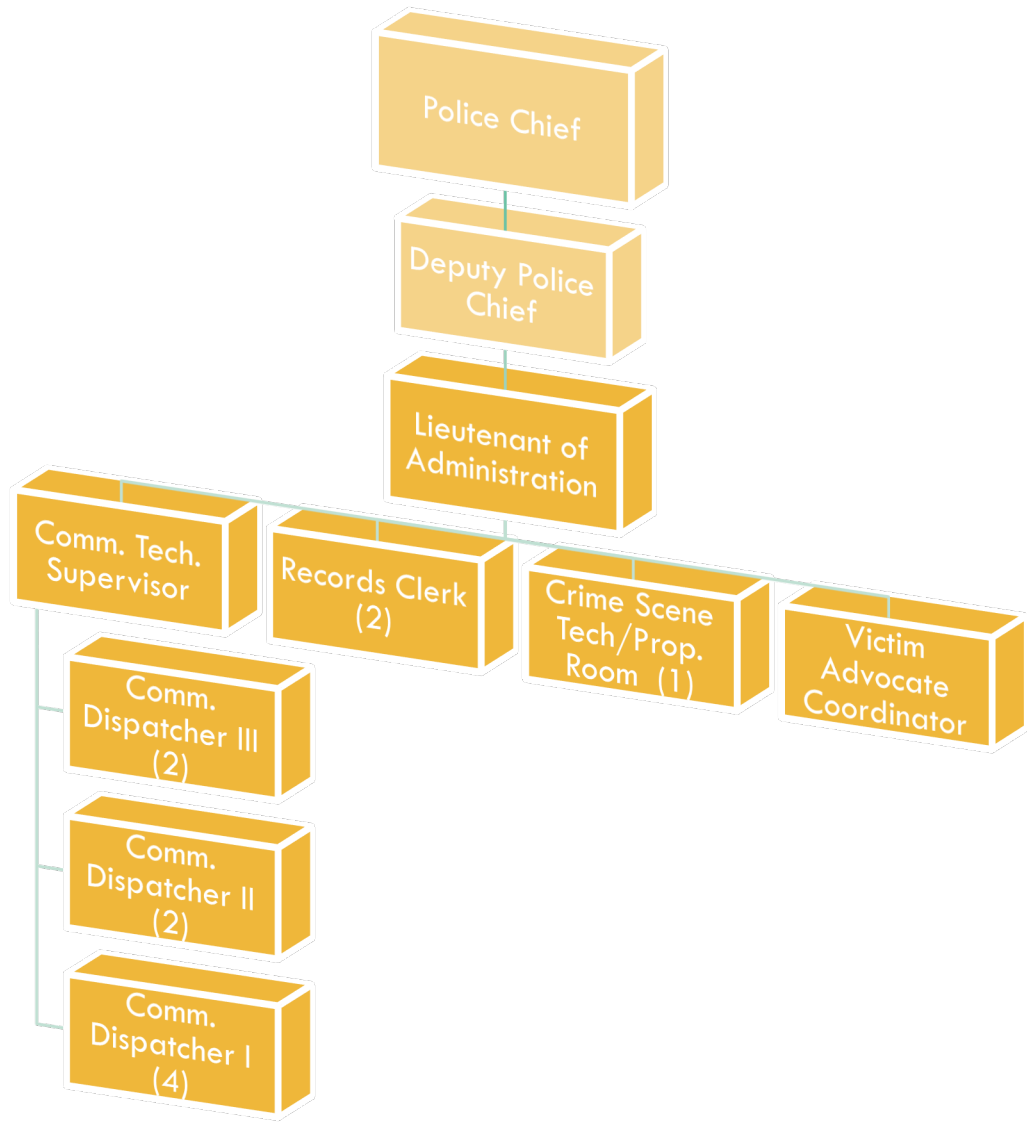 Police Chief
Deputy Police
Chief
Lieutenant of
Administration
Comm. Tech.
Supervisor
Records Clerk
(2)
Crime Scene
Tech/Prop.
Room (1)
Victim
Advocate
Coordinator
Comm.
Dispatcher III
(2)
Comm.
Dispatcher II
(2)
Comm.
Dispatcher I
(4)